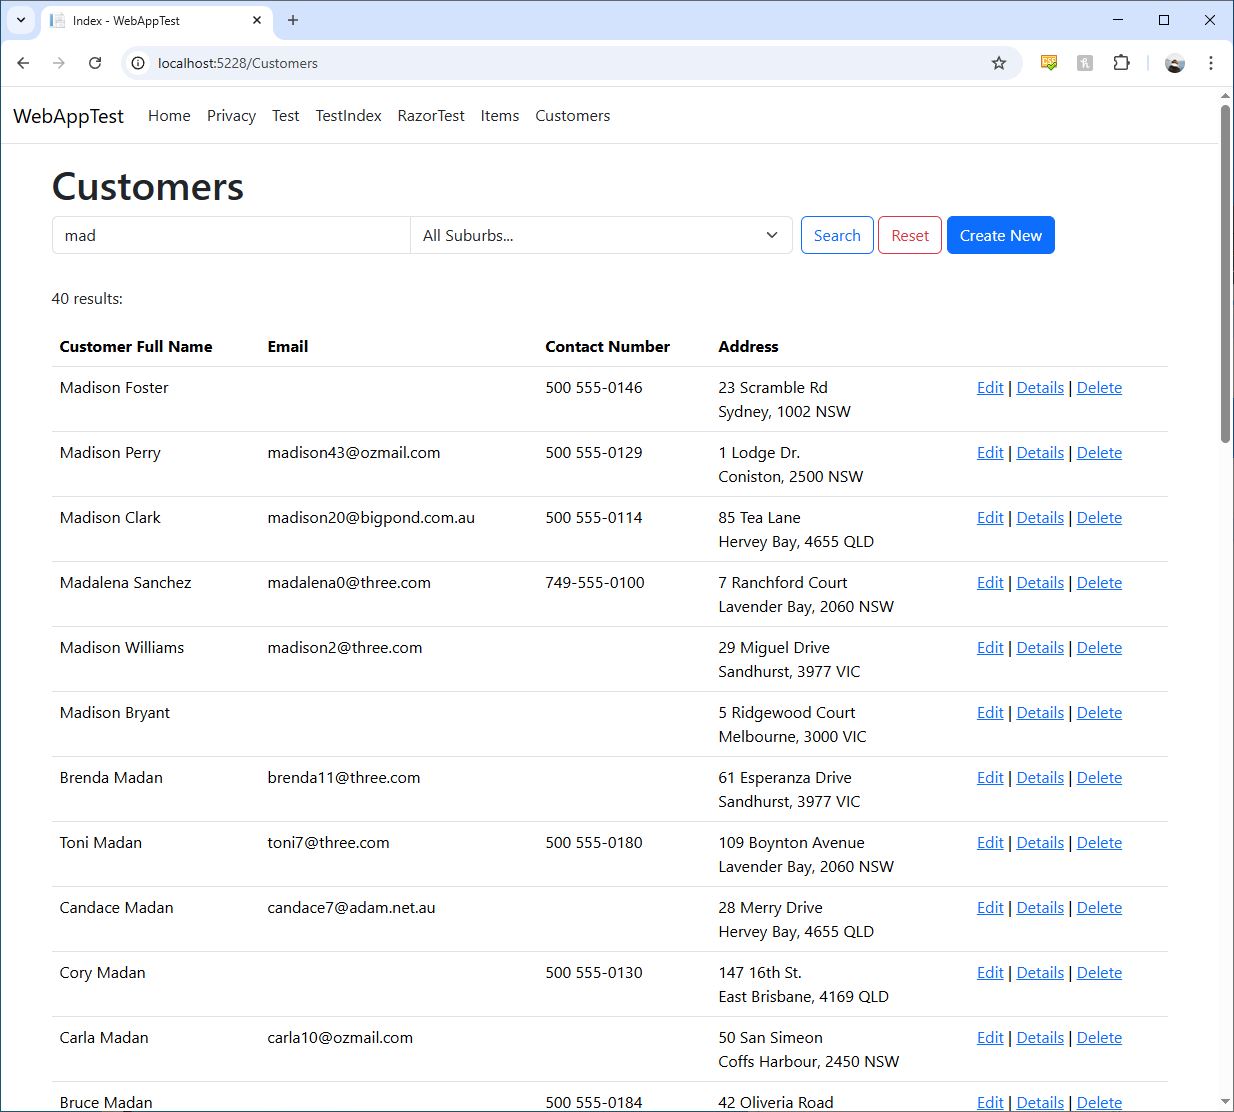 Index - WebAppTest
localhost:5228/Customers
WebAppTest Home Privacy Test TestIndex RazorTest Items Customers
Customers
mad All Suburbs... Search Reset Create New
40 results:
Customer Full Name Email Contact Number Address
Madison Foster 500 555-0146 23 Scramble Rd Edit | Details | Delete
Sydney, 1002 NSW
Madison Perry madison43@ozmail.com 500 555-0129 1 Lodge Dr. Edit | Details | Delete
Coniston, 2500 NSW
Madison Clark madison20@bigpond.com.au 500 555-0114 85 Tea Lane Edit | Details | Delete
Hervey Bay, 4655 QLD
Madalena Sanchez madalena0@three.com 749-555-0100 7 Ranchford Court Edit | Details | Delete
Lavender Bay, 2060 NSW
Madison Williams madison2@three.com 29 Miguel Drive Edit | Details | Delete
Sandhurst, 3977 VIC
Madison Bryant 5 Ridgewood Court Edit | Details | Delete
Melbourne, 3000 VIC
Brenda Madan brenda11@three.com 61 Esperanza Drive Edit | Details | Delete
Sandhurst, 3977 VIC
Toni Madan toni7@three.com 500 555-0180 109 Boynton Avenue Edit | Details | Delete
Lavender Bay, 2060 NSW
Candace Madan candace7@adam.net.au 28 Merry Drive Edit | Details | Delete
Hervey Bay, 4655 QLD
Cory Madan 500 555-0130 147 16th St. Edit | Details | Delete
East Brisbane, 4169 QLD
Carla Madan carla10@ozmail.com 50 San Simeon Edit | Details | Delete
Coffs Harbour, 2450 NSW
Bruce Madan 500 555-0184 42 Oliveria Road Edit | Details | Delete